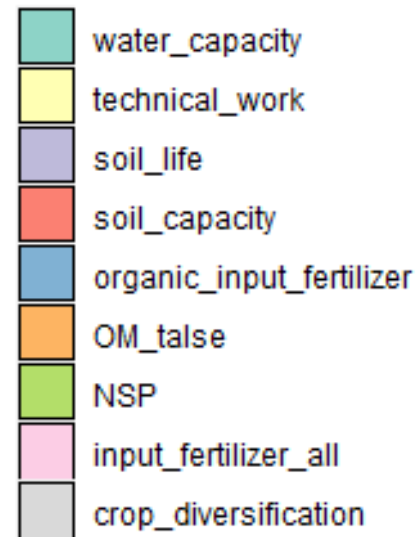 water_capacity
technical_work
soil_life
soil_capacity
organic_input_fertilizer
OM_talse
NSP
input_fertilizer_all
crop_diversification